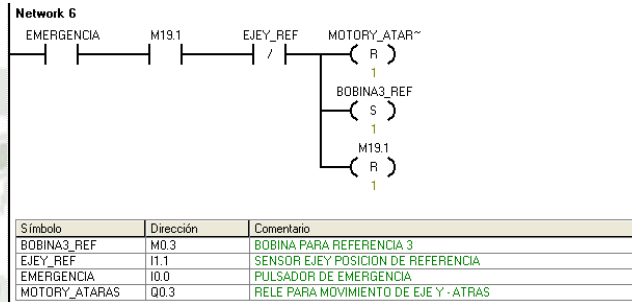 Network 6
EMERGENCIA M19.1 EJEY_REF MOTORY_ATAR~
/ R
1
BOBINA3_REF
S
1
M19.1
R
1
Símbolo Dirección Comentario
BOBINA3_REF M0.3 BOBINA PARA REFERENCIA 3
EJEY_REF I1.1 SENSOR EJEY POSICION DE REFERENCIA
EMERGENCIA I0.0 PULSADOR DE EMERGENCIA
MOTORY_ATARAS Q0.3 RELE PARA MOVIMIENTO DE EJE Y - ATRAS